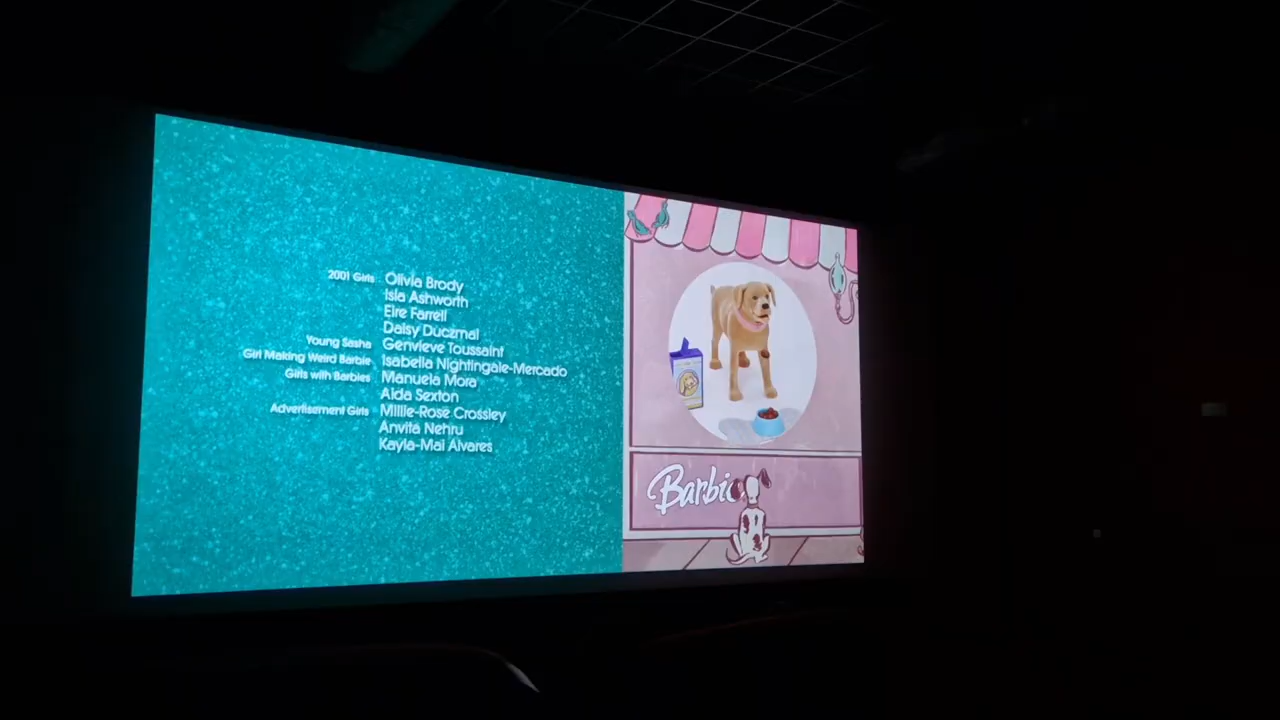 2001 Girls Olivia Brody
Isla Ashworth
Eire Farrell
Daisy Duczmal
Young Sasha Genvieve Toussaint
Girl Making Weird Barbie Isabella Nightingale-Mercado
Girls with Barbies Manuela Mora
Aida Sexton
Advertisement Girls Millie-Rose Crossley
Anvita Nehru
Kayla-Mai Alvares
Barbie